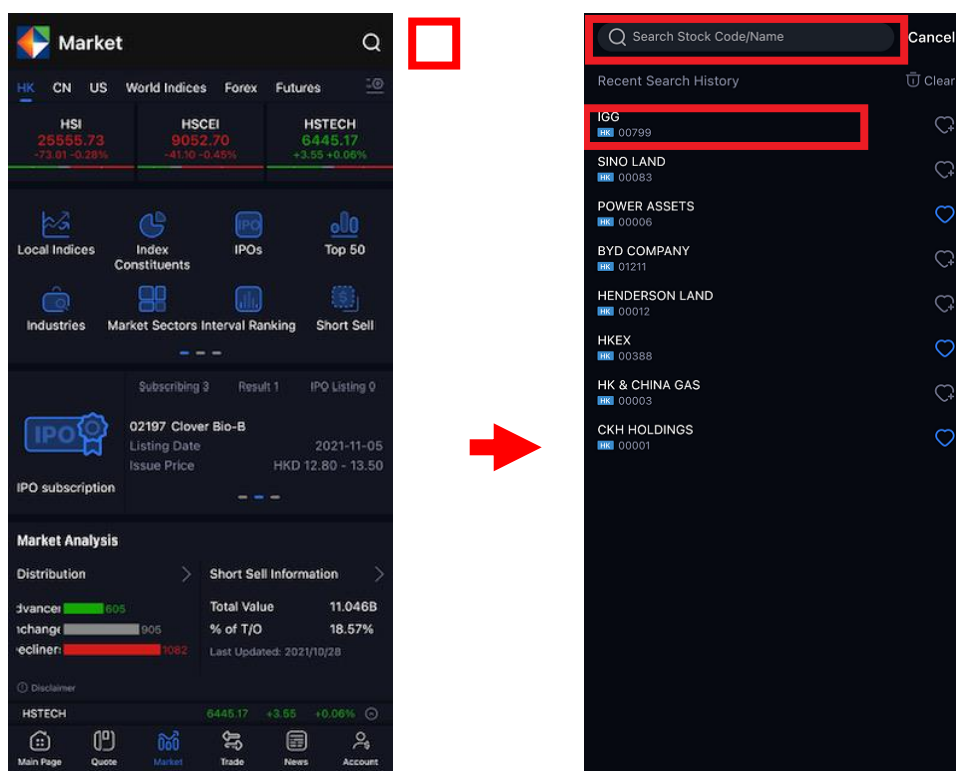 Market
HK CN US World Indices Forex Futures
HSI HSCEI HSTECH
25555.73 9052.70 6445.17
-73.01 -0.28% -41.10 -0.45% +3.55 +0.06%
Local Indices Index Constituents IPOs Top 50
Industries Market Sectors Interval Ranking Short Sell
Subscribing 3 Result 1 IPO Listing 0
IPO
02197 Clover Bio-B
Listing Date 2021-11-05
Issue Price HKD 12.80 - 13.50
IPO subscription
Market Analysis
Distribution Short Sell Information
dvancer 605 Total Value 11.046B
nchange 905 % of T/O 18.57%
ecliner 1082 Last Updated: 2021/10/28
Disclaimer
HSTECH 6445.17 +3.55 +0.06%
Main Page Quote Market Trade News Account
Search Stock Code/Name Cancel
Recent Search History Clear
IGG
HK 00799
SINO LAND
HK 00083
POWER ASSETS
HK 00006
BYD COMPANY
HK 01211
HENDERSON LAND
HK 00012
HKEX
HK 00388
HK & CHINA GAS
HK 00003
CKH HOLDINGS
HK 00001